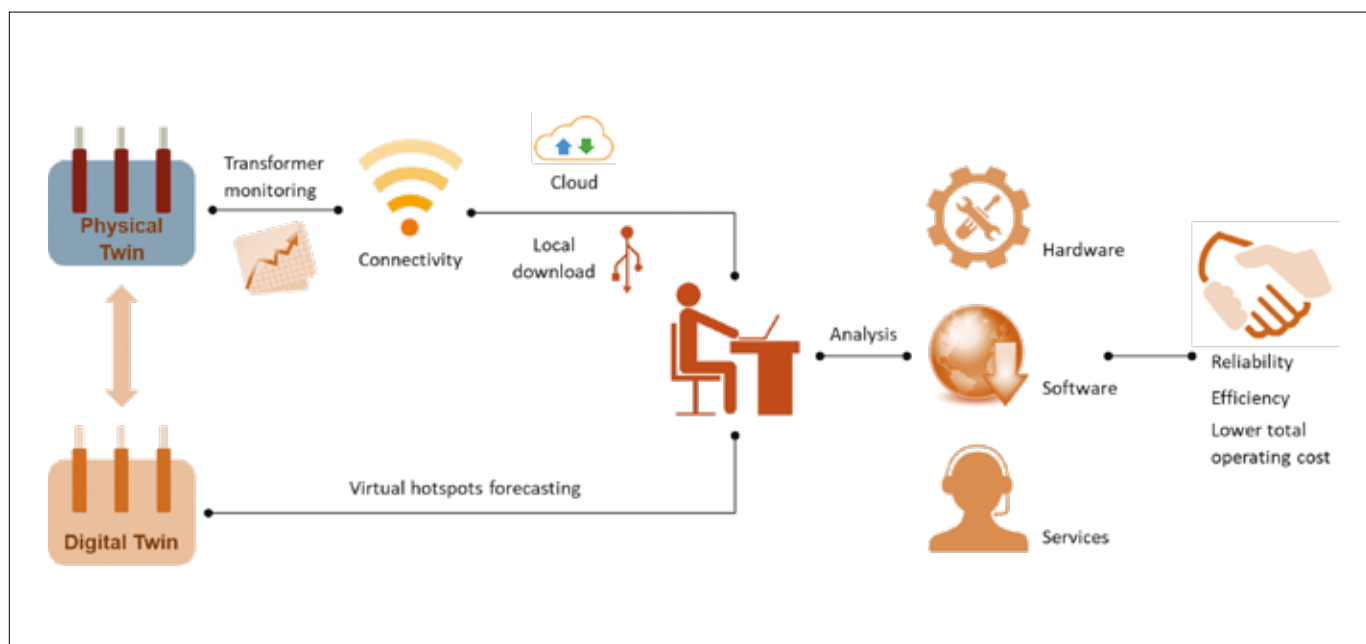 Physical
Twin
Transformer
monitoring
Connectivity
Cloud
Local
download
Digital Twin
Virtual hotspots forecasting
Analysis
Hardware
Software
Services
Reliability
Efficiency
Lower total
operating cost